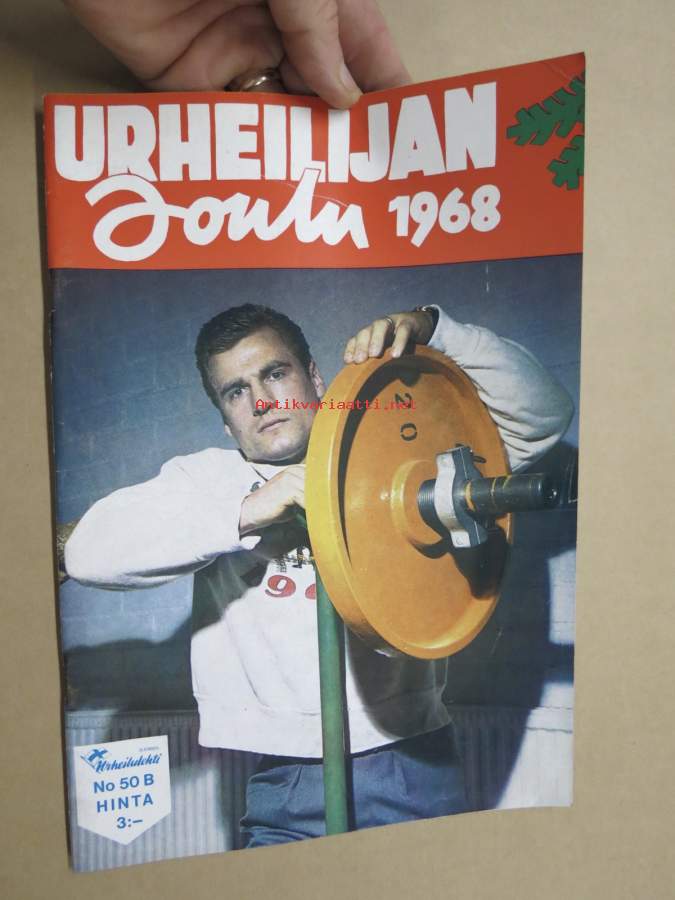 URHEILIJAN
Joulu 1968
Antikvariaatti.net
20
9
Urheilulehti
No 50 B
HINTA
3:–